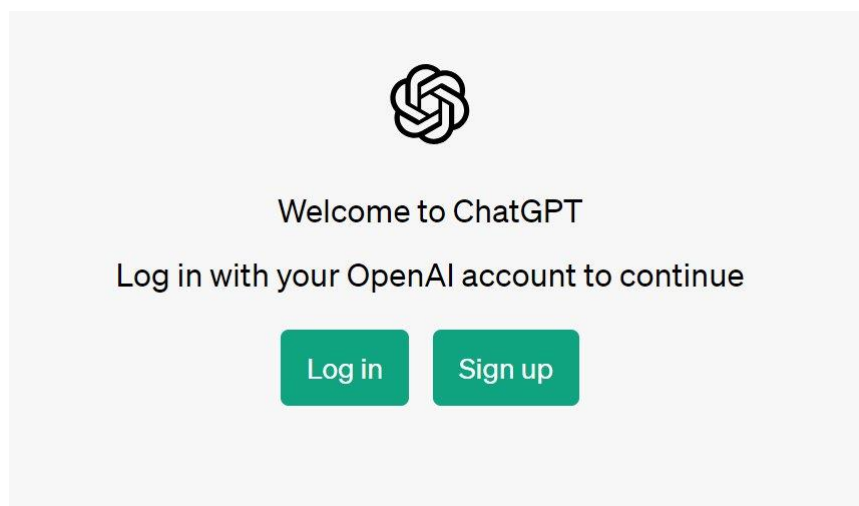 Welcome to ChatGPT
Log in with your OpenAI account to continue
Log in Sign up